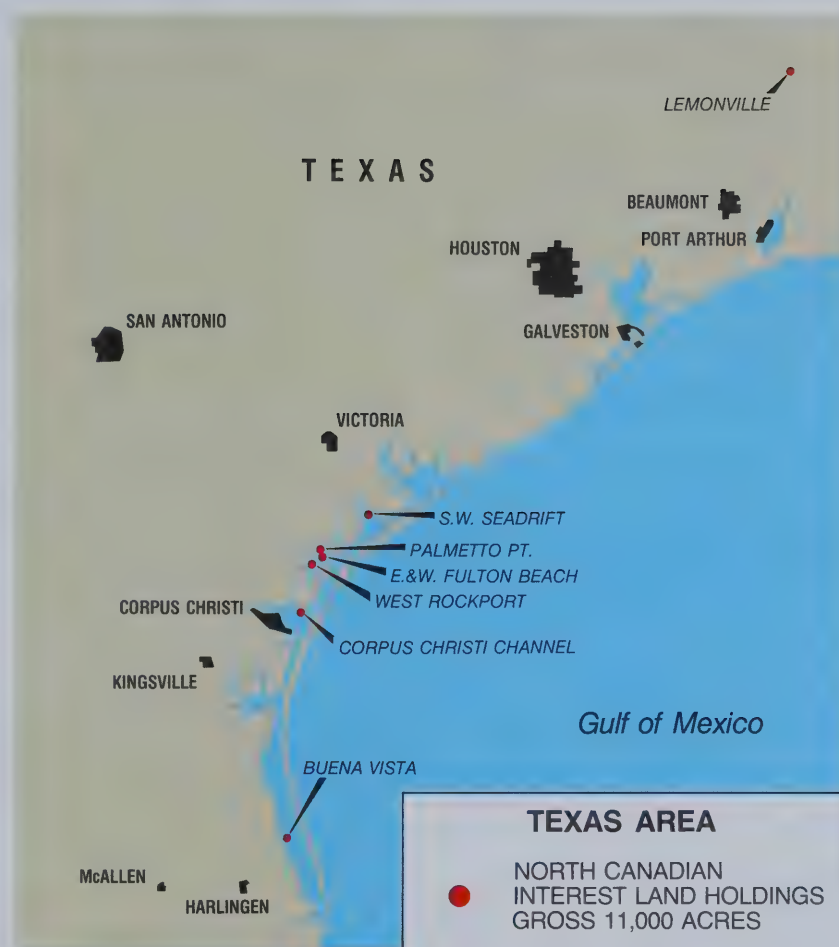 LEMONVILLE
TEXAS
BEAUMONT
PORT ARTHUR
HOUSTON
SAN ANTONIO
GALVESTON
VICTORIA
S.W. SEADRIFT
PALMETTO PT.
E.&W. FULTON BEACH
WEST ROCKPORT
CORPUS CHRISTI
CORPUS CHRISTI CHANNEL
KINGSVILLE
Gulf of Mexico
BUENA VISTA
McALLEN
HARLINGEN
TEXAS AREA
NORTH CANADIAN
INTEREST LAND HOLDINGS
GROSS 11,000 ACRES